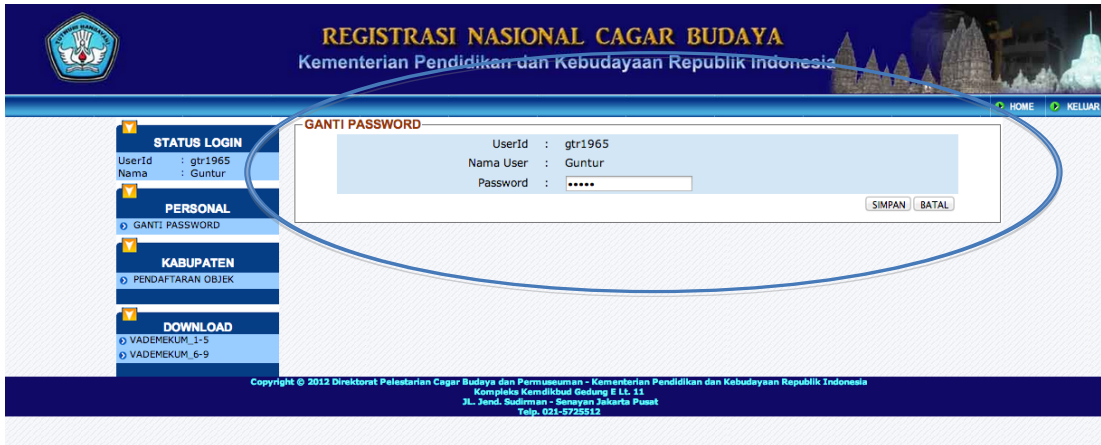 REGISTRASI NASIONAL CAGAR BUDAYA
Kementerian Pendidikan dan Kebudayaan Republik Indonesia
HOME KELUAR
STATUS LOGIN
UserId : gtr1965
Nama : Guntur
PERSONAL
GANTI PASSWORD
KABUPATEN
PENDAFTARAN OBJEK
DOWNLOAD
VADEMEKUM_1-5
VADEMEKUM_6-9
GANTI PASSWORD
UserId : gtr1965
Nama User : Guntur
Password : •••••
SIMPAN BATAL
Copyright © 2012 Direktorat Pelestarian Cagar Budaya dan Permuseuman - Kementerian Pendidikan dan Kebudayaan Republik Indonesia
Kompleks Kemdikbud Gedung E Lt. 11
JL. Jend. Sudirman - Senayan Jakarta Pusat
Telp. 021-5725512